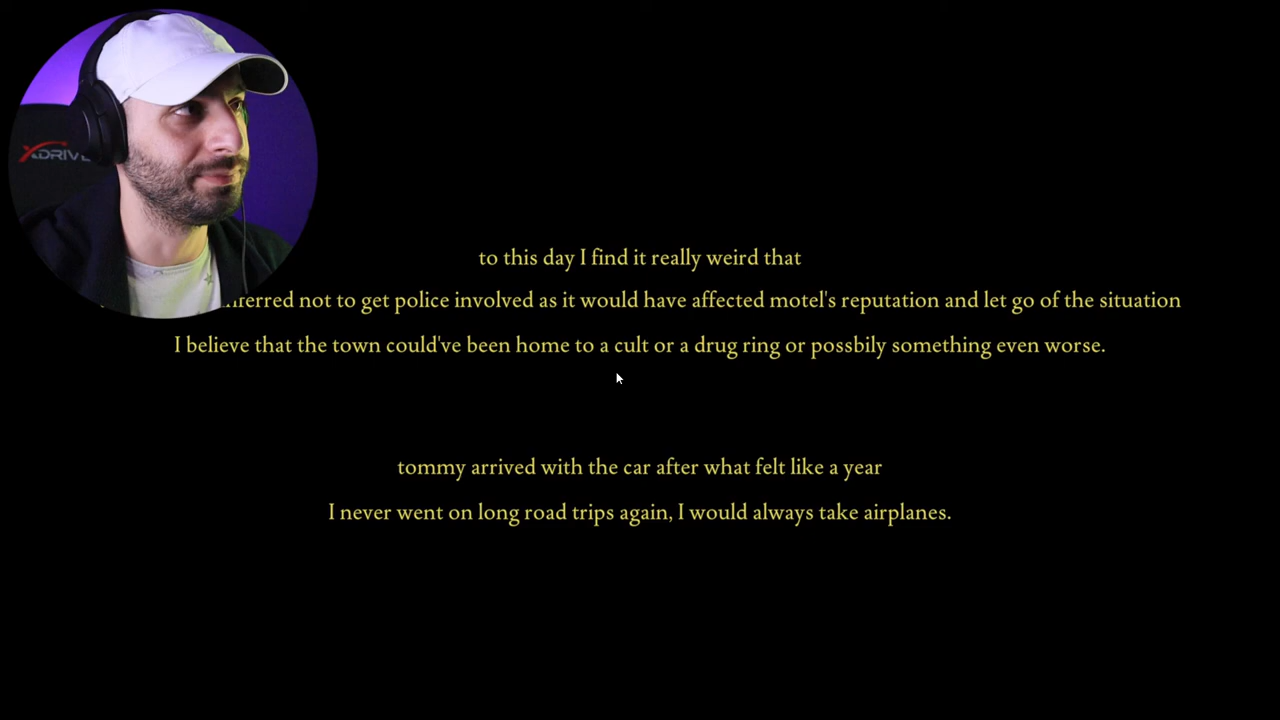 XDRIVE
to this day I find it really weird that
not to get police involved as it would have affected motel's reputation and let go of the situation
I believe that the town could've been home to a cult or a drug ring or possbily something even worse.
tommy arrived with the car after what felt like a year
I never went on long road trips again, I would always take airplanes.